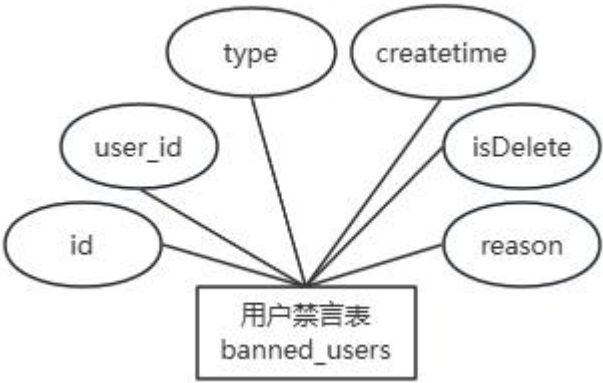 type
createtime
user_id
isDelete
id
reason
用户禁言表
banned_users